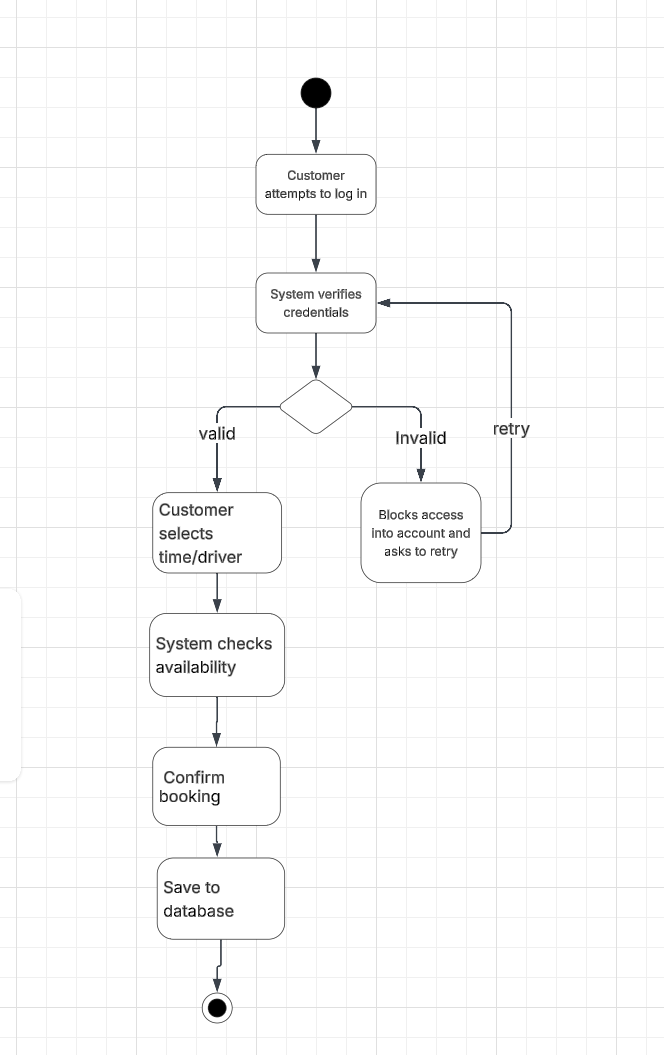 Customer
attempts to log in
System verifies
credentials
valid
Invalid
retry
Customer
selects
time/driver
Blocks access
into account and
asks to retry
System checks
availability
Confirm
booking
Save to
database